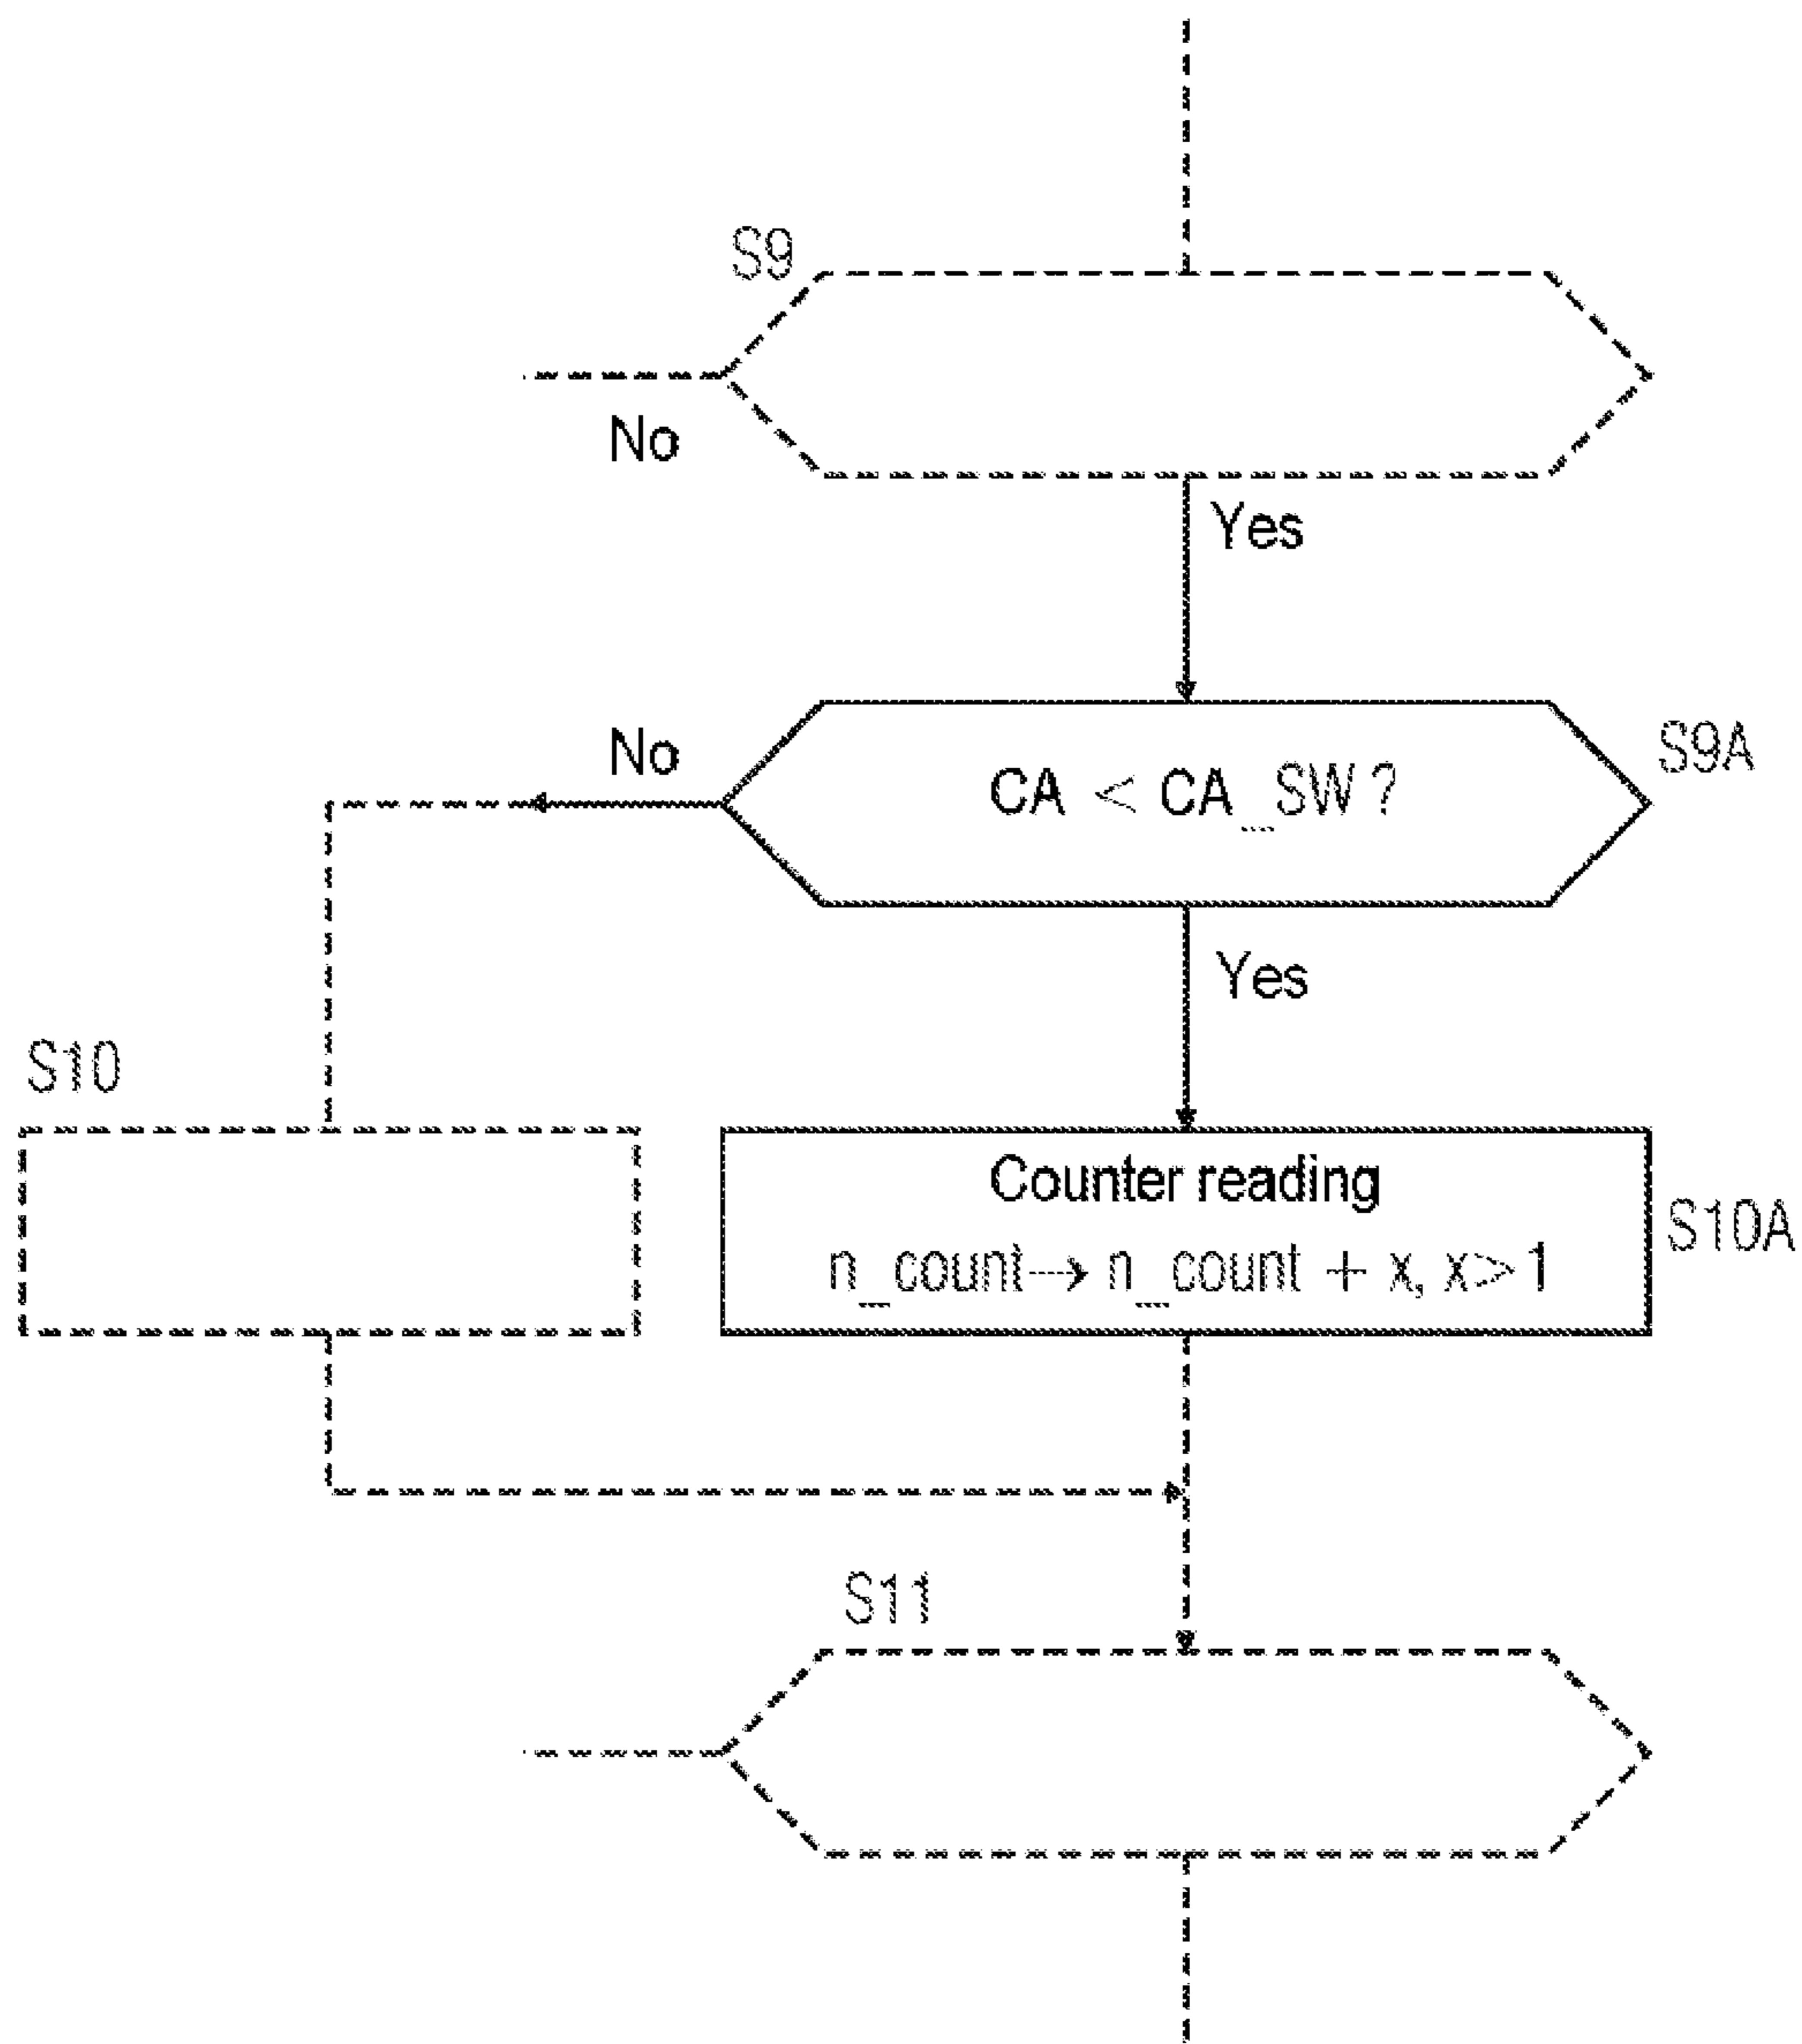 S9
No
Yes
No
CA < CA_SW ?
S9A
Yes
S10
Counter reading
n_count→ n_count + x, x>1
S10A
S11